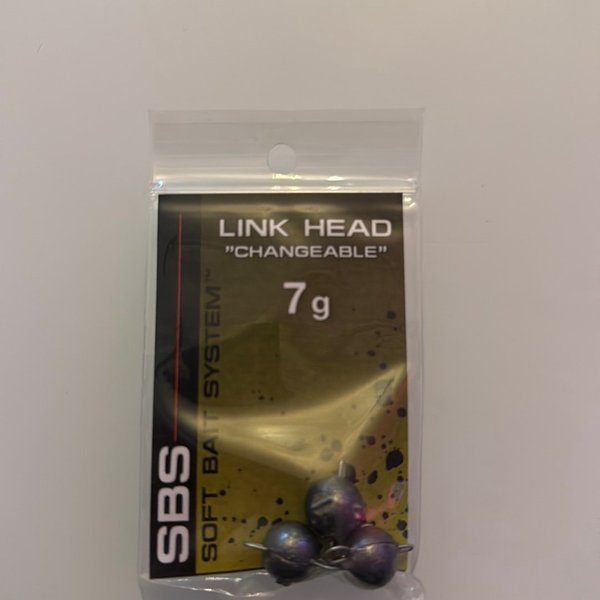 LINK HEAD
"CHANGEABLE"
7g
SBS
SOFT BAIT SYSTEM™